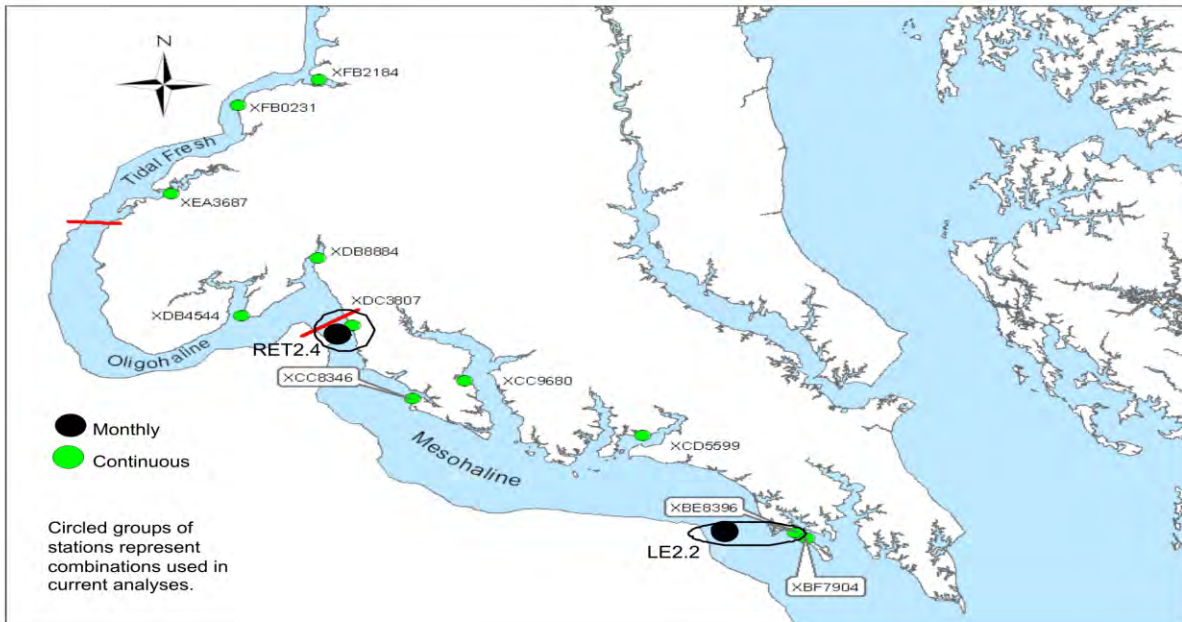 N
XFB2184
XFB0231
Tidal Fresh
XEA3687
XDB8884
XDC3807
XDB4544
RET2.4
Oligohaline
XCC8346
XCC9680
Monthly
Continuous
Mesohaline
XCD5599
XBE8396
LE2.2
XBF7904
Circled groups of
stations represent
combinations used in
current analyses.